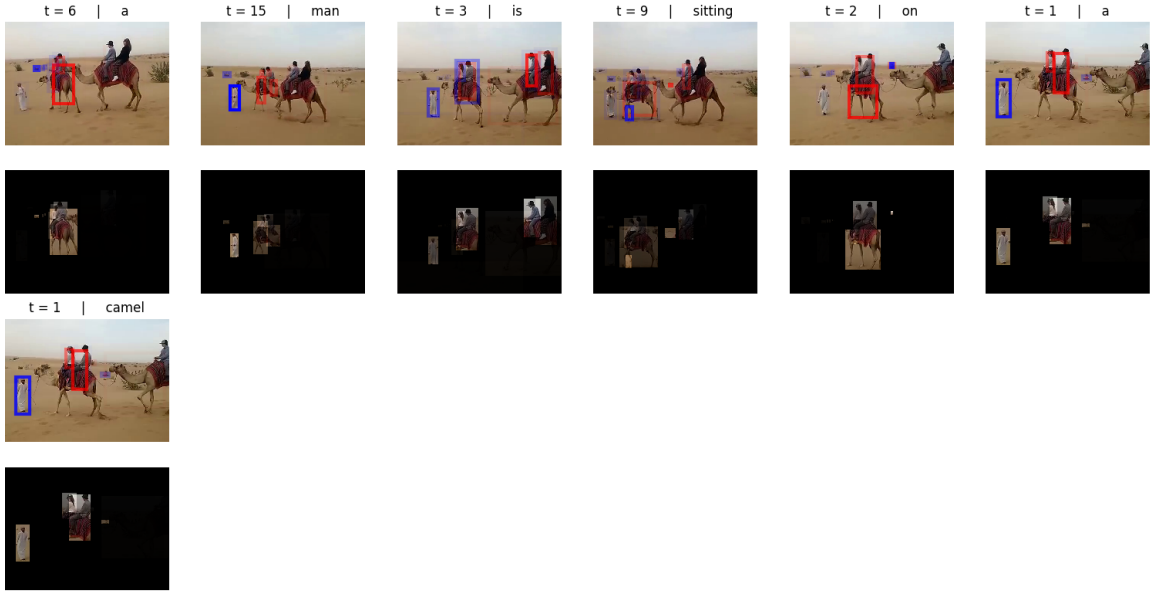 t = 6 | a
t = 15 | man
t = 3 | is
t = 9 | sitting
t = 2 | on
t = 1 | a
t = 1 | camel